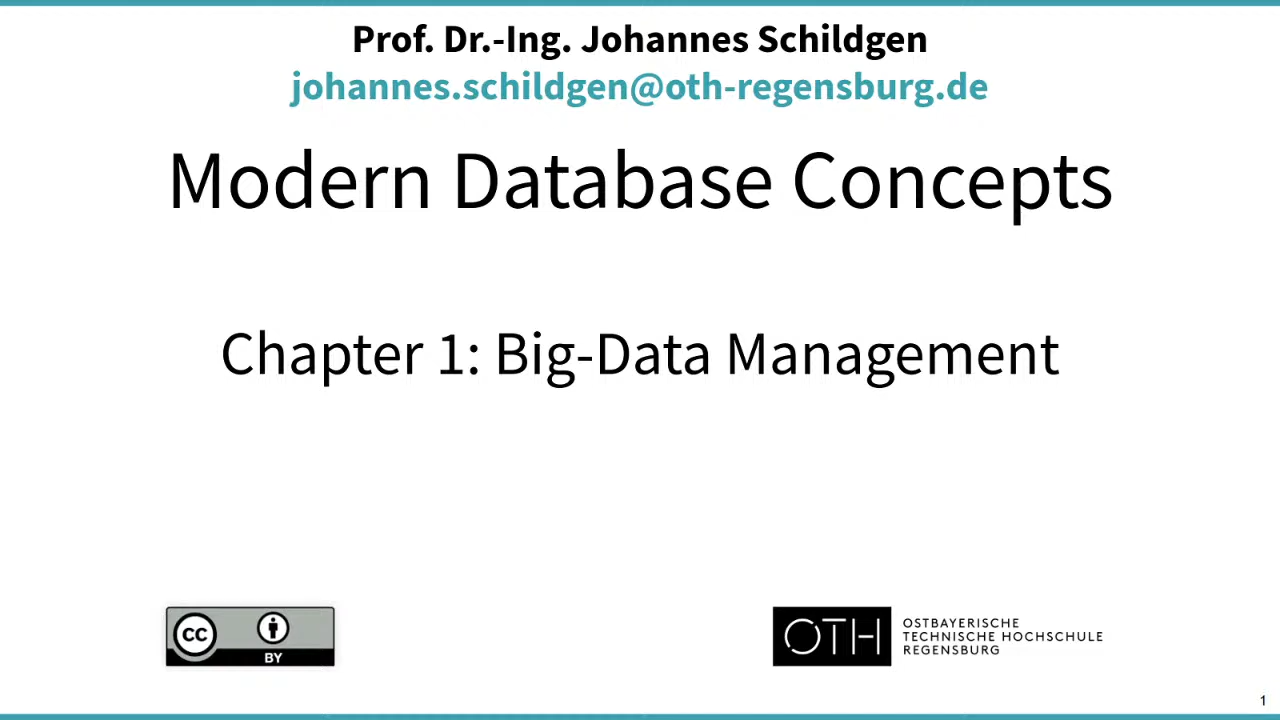 Prof. Dr.-Ing. Johannes Schildgen
johannes.schildgen@oth-regensburg.de
Modern Database Concepts
Chapter 1: Big-Data Management
CC
BY
OTH
OSTBAYERISCHE
TECHNISCHE HOCHSCHULE
REGENSBURG
1